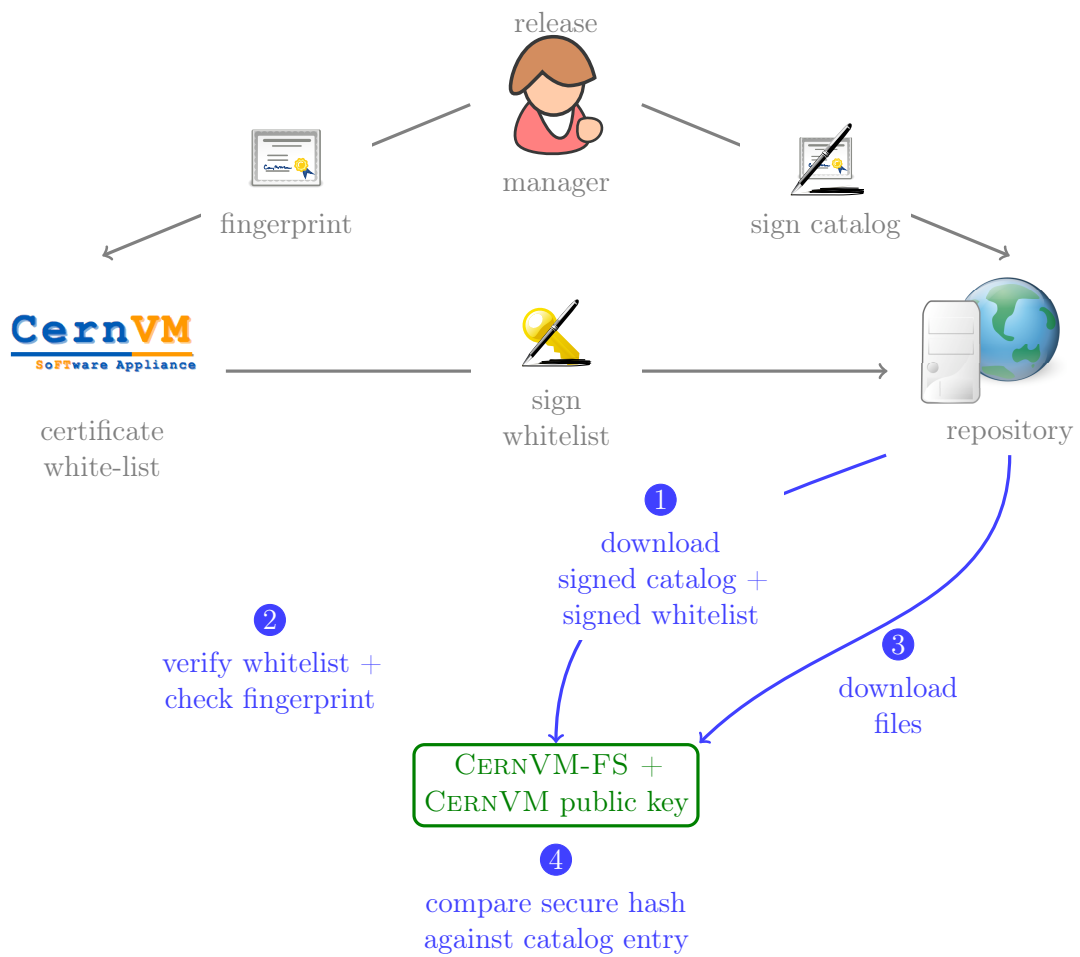 release
manager
fingerprint
sign catalog
CernVM
SoFTware Appliance
sign
whitelist
certificate
white-list
repository
1
download
signed catalog +
signed whitelist
2
verify whitelist +
check fingerprint
3
download
files
CERNVM-FS +
CERNVM public key
4
compare secure hash
against catalog entry